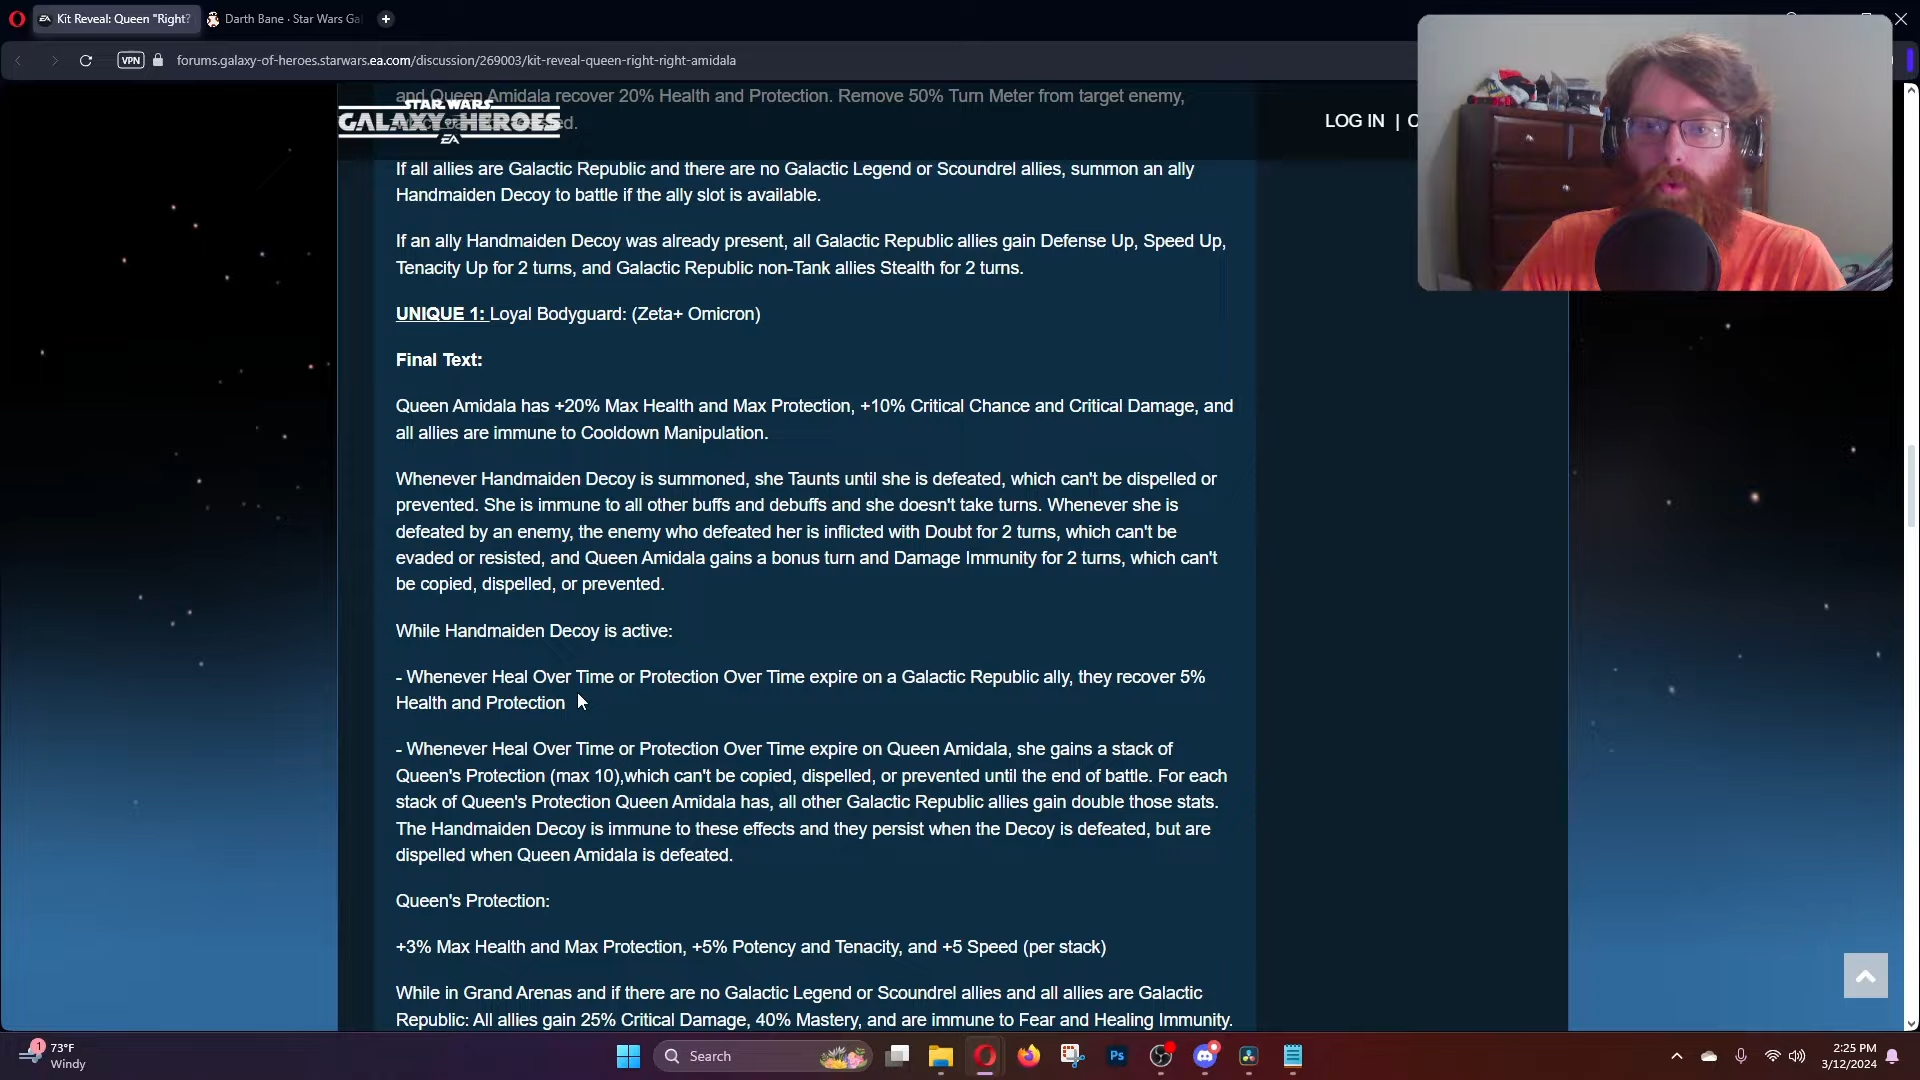 Kit Reveal: Queen "Right?
Darth Bane · Star Wars Ga
VPN
forums.galaxy-of-heroes.starwars.ea.com/discussion/269003/kit-reveal-queen-right-right-amidala
and Queen Amidala recover 20% Health and Protection. Remove 50% Turn Meter from target enemy,
STAR WARS
GALAXY OF HEROES
EA
LOG IN | C
If all allies are Galactic Republic and there are no Galactic Legend or Scoundrel allies, summon an ally
Handmaiden Decoy to battle if the ally slot is available.
If an ally Handmaiden Decoy was already present, all Galactic Republic allies gain Defense Up, Speed Up,
Tenacity Up for 2 turns, and Galactic Republic non-Tank allies Stealth for 2 turns.
UNIQUE 1: Loyal Bodyguard: (Zeta+ Omicron)
Final Text:
Queen Amidala has +20% Max Health and Max Protection, +10% Critical Chance and Critical Damage, and
all allies are immune to Cooldown Manipulation.
Whenever Handmaiden Decoy is summoned, she Taunts until she is defeated, which can't be dispelled or
prevented. She is immune to all other buffs and debuffs and she doesn't take turns. Whenever she is
defeated by an enemy, the enemy who defeated her is inflicted with Doubt for 2 turns, which can't be
evaded or resisted, and Queen Amidala gains a bonus turn and Damage Immunity for 2 turns, which can't
be copied, dispelled, or prevented.
While Handmaiden Decoy is active:
- Whenever Heal Over Time or Protection Over Time expire on a Galactic Republic ally, they recover 5%
Health and Protection
- Whenever Heal Over Time or Protection Over Time expire on Queen Amidala, she gains a stack of
Queen's Protection (max 10),which can't be copied, dispelled, or prevented until the end of battle. For each
stack of Queen's Protection Queen Amidala has, all other Galactic Republic allies gain double those stats.
The Handmaiden Decoy is immune to these effects and they persist when the Decoy is defeated, but are
dispelled when Queen Amidala is defeated.
Queen's Protection:
+3% Max Health and Max Protection, +5% Potency and Tenacity, and +5 Speed (per stack)
While in Grand Arenas and if there are no Galactic Legend or Scoundrel allies and all allies are Galactic
Republic: All allies gain 25% Critical Damage, 40% Mastery, and are immune to Fear and Healing Immunity.
1
73°F
Windy
Search
Ps
2:25 PM
3/12/2024